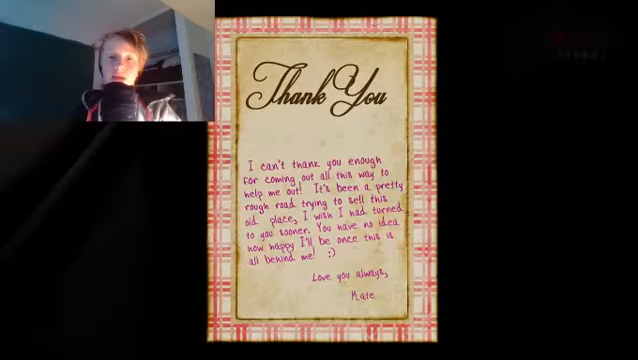 Thank You
I can't thank you enough
for coming out all this way to
help me out! It's been a pretty
rough road trying to sell this
old place, I wish I had turned
to you sooner. You have no idea
how happy I'll be once this is
all behind me! :)
Love you always,
Kate